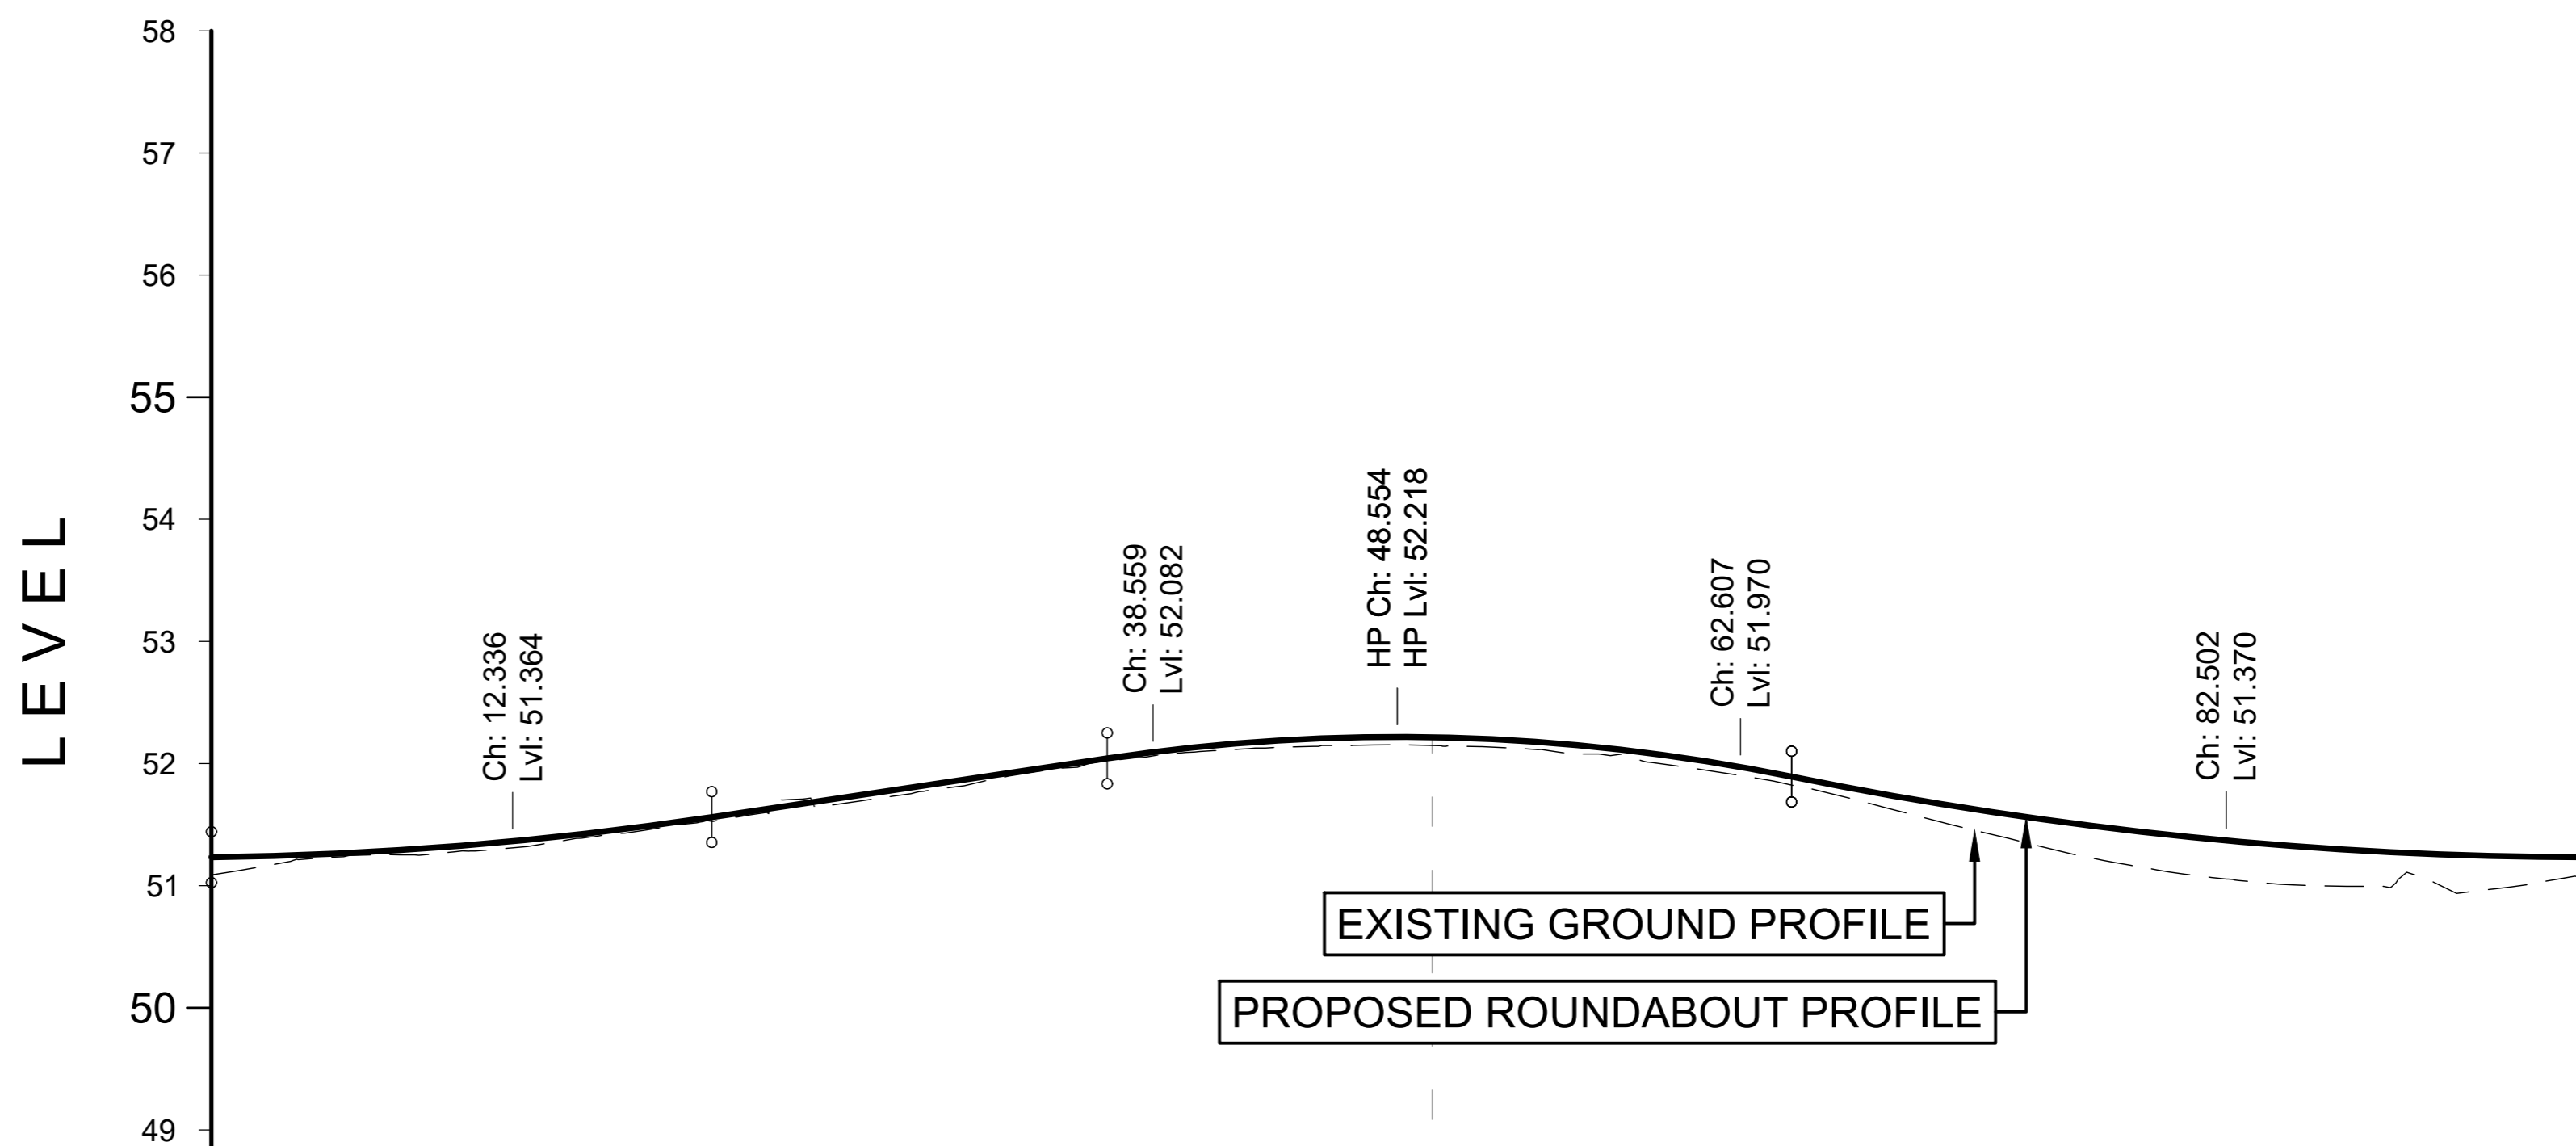 58
57
56
55
54
53
52
51
50
49
LEVEL
Ch: 12.336
Lvl: 51.364
Ch: 38.559
Lvl: 52.082
HP Ch: 48.554
HP Lvl: 52.218
Ch: 62.607
Lvl: 51.970
Ch: 82.502
Lvl: 51.370
EXISTING GROUND PROFILE
PROPOSED ROUNDABOUT PROFILE